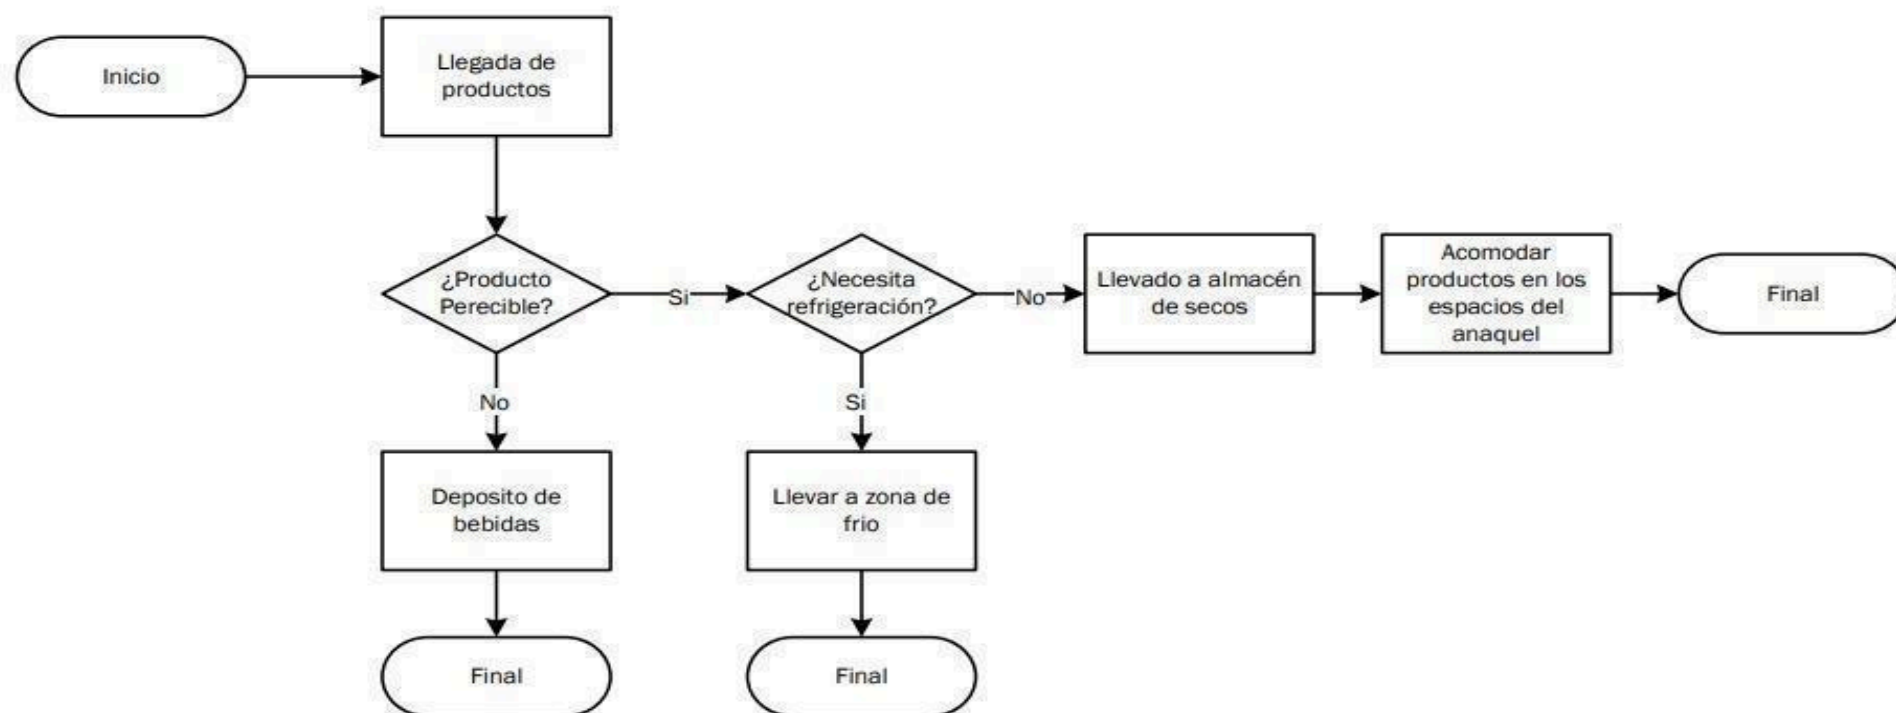 Inicio
Llegada de
productos
¿Producto
Perecible?
Si
¿Necesita
refrigeración?
No
Llevado a almacén
de secos
Acomodar
productos en los
espacios del
anaquel
Final
No
Si
Deposito de
bebidas
Llevar a zona de
frio
Final
Final